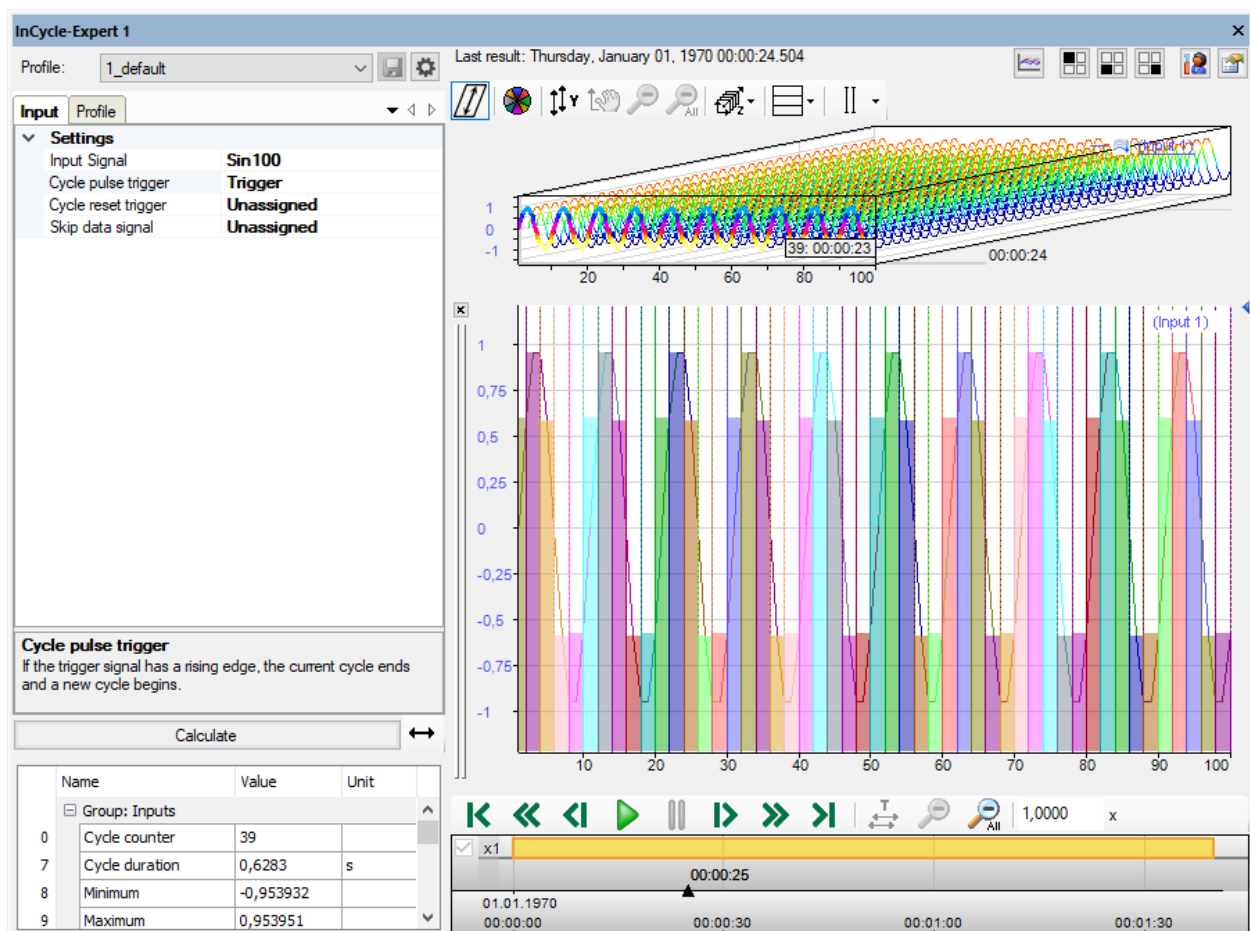 InCycle-Expert 1
Profile: 1_default
Last result: Thursday, January 01, 1970 00:00:24.504
Input Profile
Settings
Input Signal Sin100
Cycle pulse trigger Trigger
Cycle reset trigger Unassigned
Skip data signal Unassigned
Cycle pulse trigger
If the trigger signal has a rising edge, the current cycle ends
and a new cycle begins.
Calculate
Name Value Unit
Group: Inputs
0 Cycle counter 39
7 Cycle duration 0,6283 s
8 Minimum -0,953932
9 Maximum 0,953951
Y All z
(Input 1)
1
0
-1
39: 00:00:23
00:00:24
20 40 60 80 100
(Input 1)
1
0,75
0,5
0,25
0
-0,25
-0,5
-0,75
-1
10 20 30 40 50 60 70 80 90 100
T All 1,0000 x
x1
00:00:25
01.01.1970
00:00:00 00:00:30 00:01:00 00:01:30